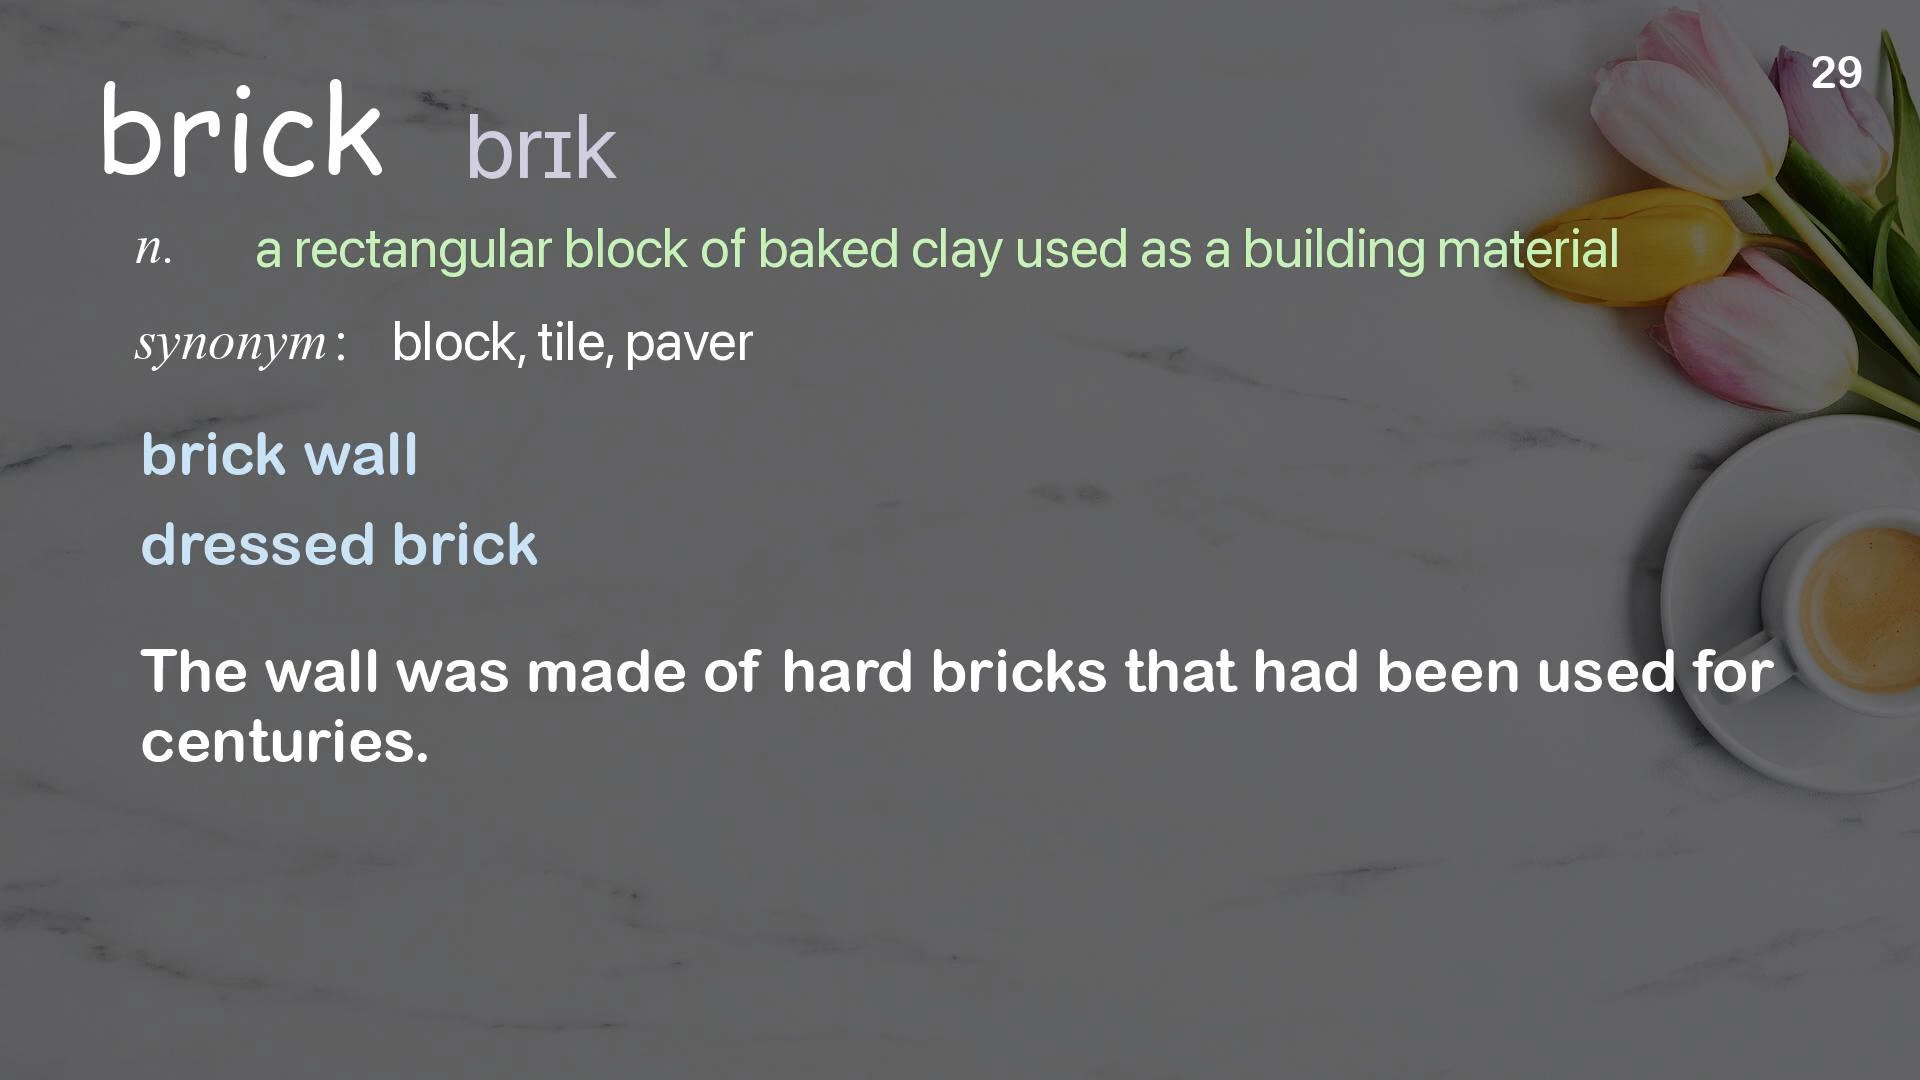 29
brick brɪk
n. a rectangular block of baked clay used as a building material
synonym: block, tile, paver
brick wall
dressed brick
The wall was made of hard bricks that had been used for
centuries.